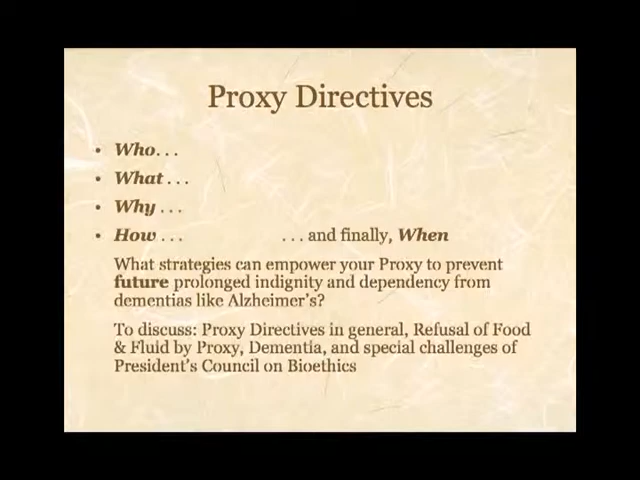 Proxy Directives
• Who. . .
• What . . .
• Why . . .
• How . . . . . . and finally, When
What strategies can empower your Proxy to prevent
future prolonged indignity and dependency from
dementias like Alzheimer's?
To discuss: Proxy Directives in general, Refusal of Food
& Fluid by Proxy, Dementia, and special challenges of
President's Council on Bioethics